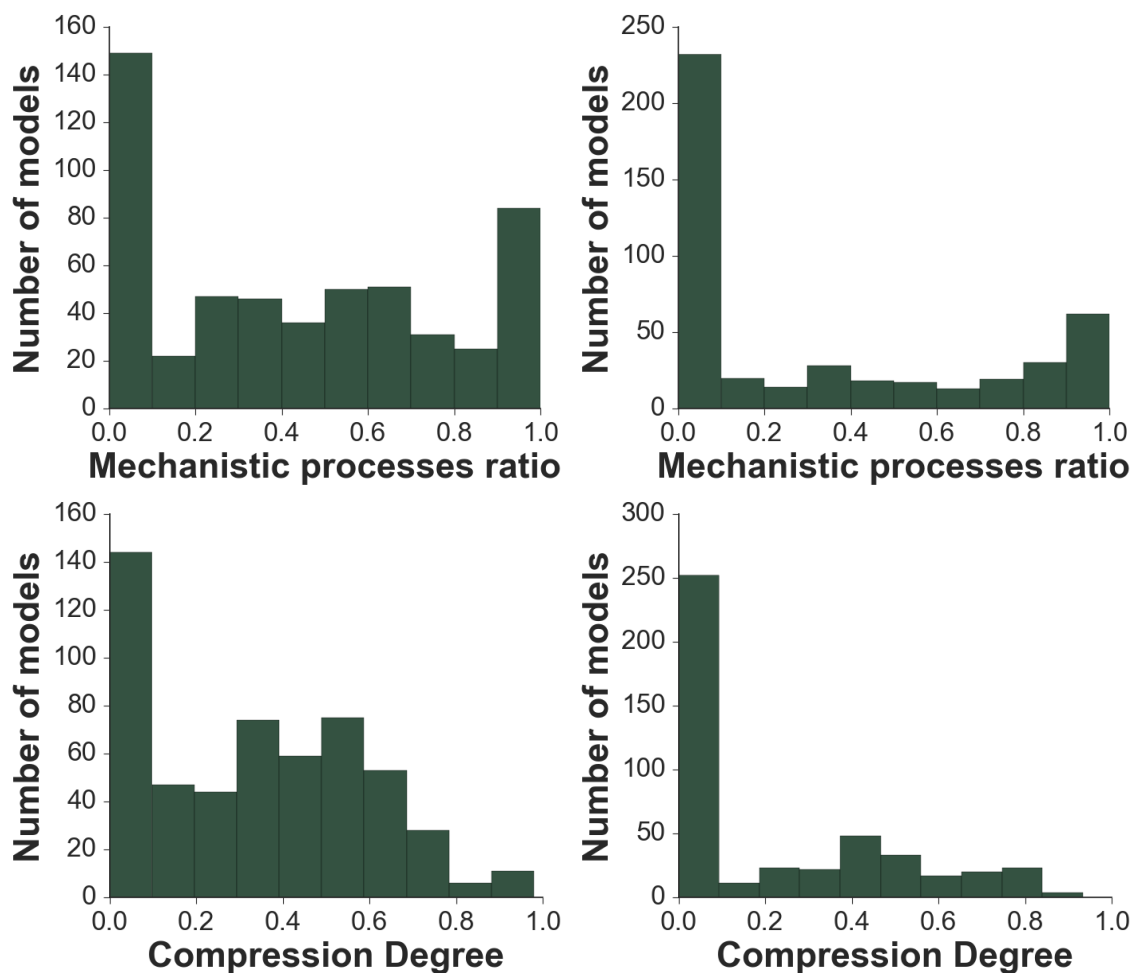 Number of models
160
140
120
100
80
60
40
20
0
0.0 0.2 0.4 0.6 0.8 1.0
Mechanistic processes ratio
Number of models
250
200
150
100
50
0
0.0 0.2 0.4 0.6 0.8 1.0
Mechanistic processes ratio
Number of models
160
140
120
100
80
60
40
20
0
0.0 0.2 0.4 0.6 0.8 1.0
Compression Degree
Number of models
300
250
200
150
100
50
0
0.0 0.2 0.4 0.6 0.8 1.0
Compression Degree